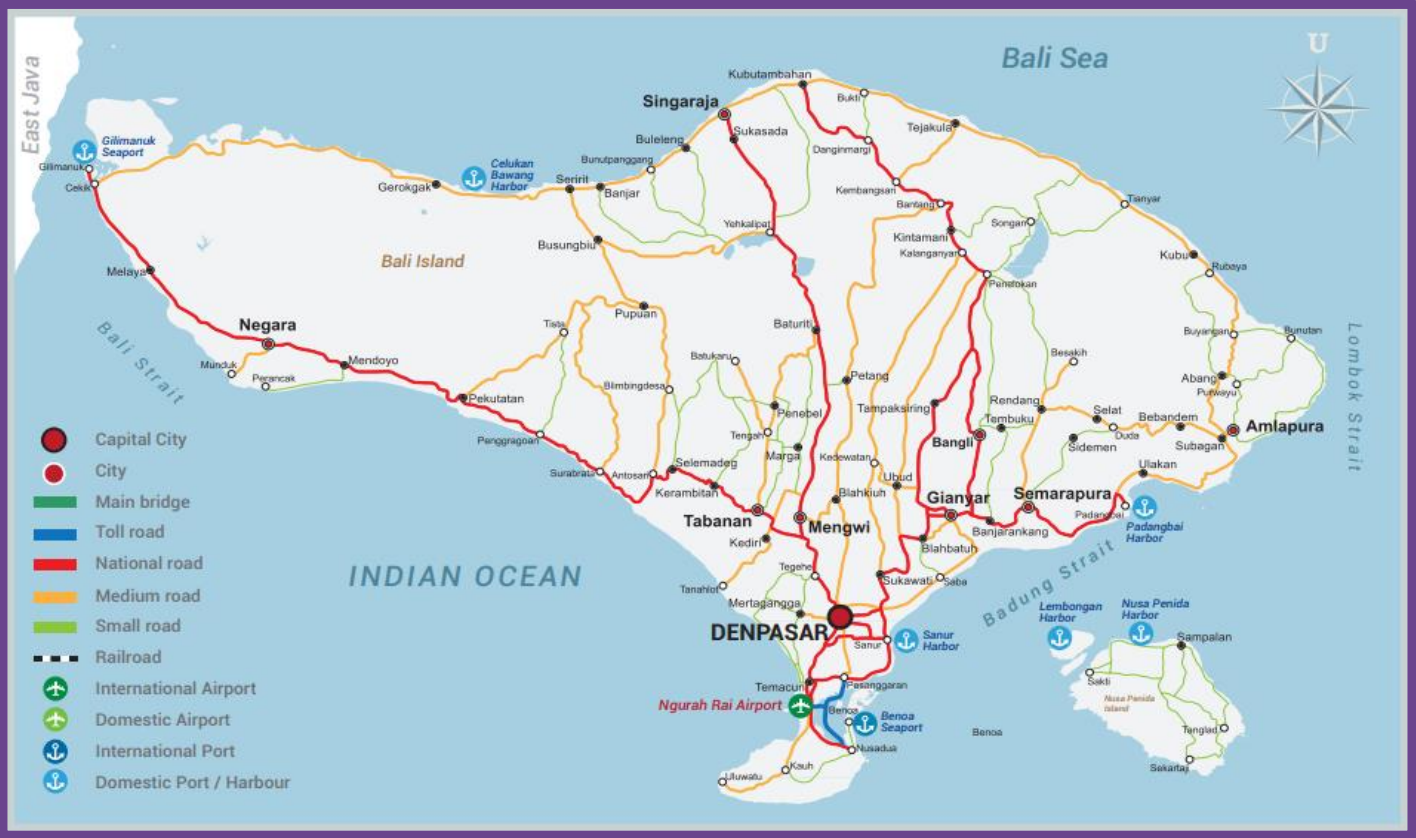 East Java
Bali Sea
U
Kubutambahan
Singaraja
Bukti
Sukasada
Tejakula
Buleleng
Danginmargi
Gilimanuk
Seaport
Gilimanuk
Cekik
Celukan
Bawang
Harbor
Bunutpanggang
Seririt
Gerokgak
Banjar
Kembangsari
Bantang
Tianyar
Yehkalipat
Songan
Busungbiu
Kintamani
Kalanganyar
Kubu
Rubaya
Bali Island
Melaya
Penelokan
Pupuan
Negara
Tista
Baturiti
Buyangan
Bunutan
Lombok Strait
Bali Strait
Munduk
Perancak
Mendoyo
Batukaru
Besakih
Blimbingdesa
Petang
Abang
Purwayu
Pekutatan
Penebel
Tampaksiring
Rendang
Tembuku
Selat
Duda
Bebandem
Amlapura
Capital City
Penggragoan
Tengah
Bangli
Sidemen
Subagan
City
Marga
Kedewatan
Ulakan
Surabrata
Antosari
Selemadeg
Ubud
Main bridge
Kerambitan
Blahkiuh
Gianyar
Semarapura
Toll road
Tabanan
Mengwi
Banjarankang
Padangbai
Padangbai
Harbor
National road
Kediri
Blahbatuh
INDIAN OCEAN
Tegehe
Sukawati
Saba
Badung Strait
Medium road
Tanahlot
Mertagangga
Lembongan
Harbor
Nusa Penida
Harbor
Small road
DENPASAR
Sanur
Sanur
Harbor
Sampalan
Railroad
International Airport
Temacun
Pesanggaran
Sakti
Ngurah Rai Airport
Nusa Penida
Island
Domestic Airport
Benoa
Benoa
Seaport
Benoa
Tanglad
International Port
Nusadua
Kauh
Sekartaji
Domestic Port / Harbour
Uluwatu